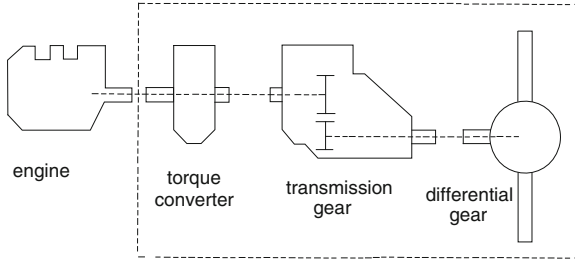 engine
torque
converter
transmission
gear
differential
gear